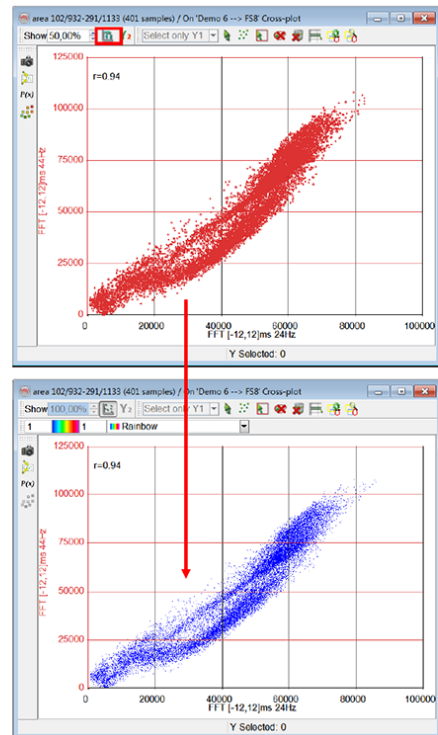 area 102/932-291/1133 (401 samples) / On 'Demo 6 --> FS8' Cross-plot
Show 50,00% Y2 Select only Y1
P(x)
125000
r=0.94
100000
75000
50000
25000
0
FFT [-12,12]ms 44Hz
0 20000 40000 60000 80000 100000
FFT [-12,12]ms 24Hz
Y Selected: 0
area 102/932-291/1133 (401 samples) / On 'Demo 6 --> FS8' Cross-plot
Show 100,00% Y2 Select only Y1
1 1 Rainbow
P(x)
125000
r=0.94
100000
75000
50000
25000
0
FFT [-12,12]ms 44Hz
0 20000 40000 60000 80000 100000
FFT [-12,12]ms 24Hz
Y Selected: 0